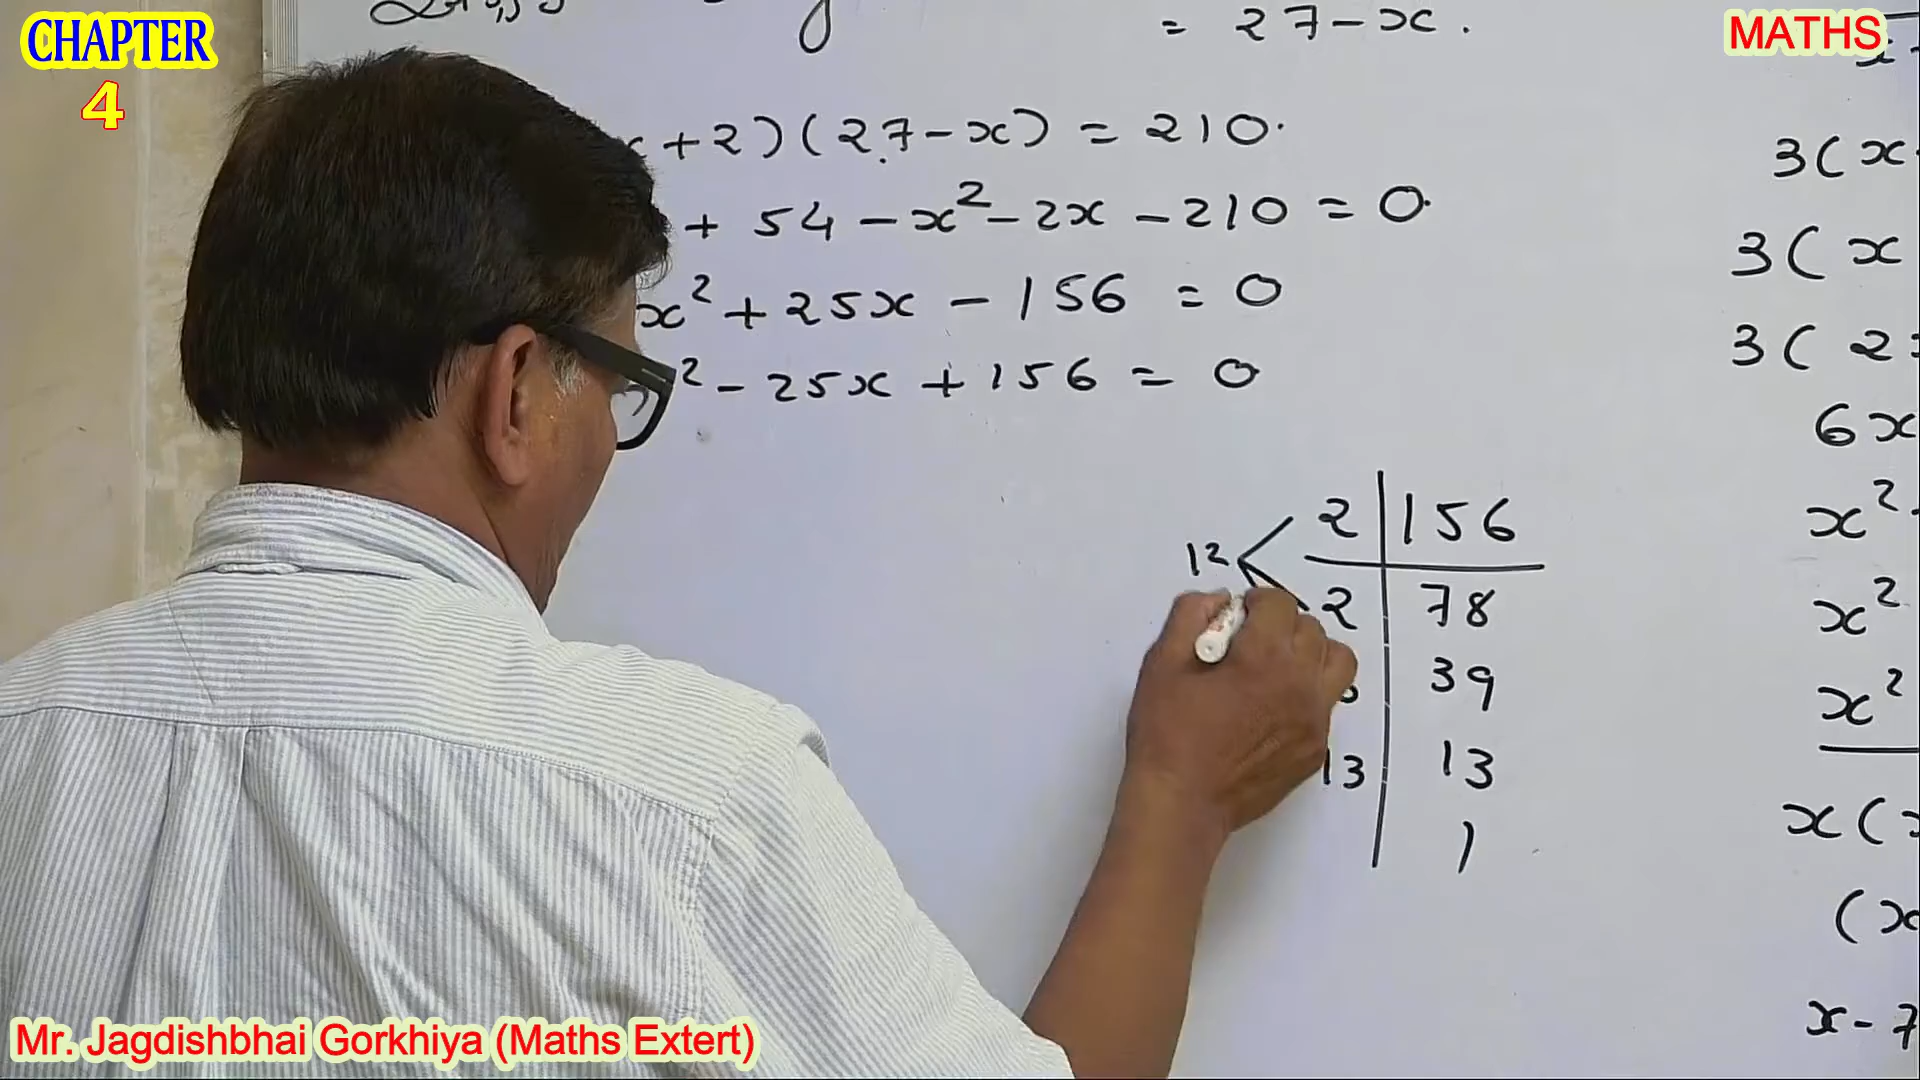 CHAPTER
4
MATHS
= 27-x.
+2)(27-x) = 210.
+ 54 - x² - 2x - 210 = 0.
x² + 25x - 156 = 0
² - 25x + 156 = 0
12
2 | 156
2 | 78
39
13 | 13
1
3(x
3(x
3(2
6x
x²
x²
x²
x(
(x
x-7
Mr. Jagdishbhai Gorkhiya (Maths Extert)